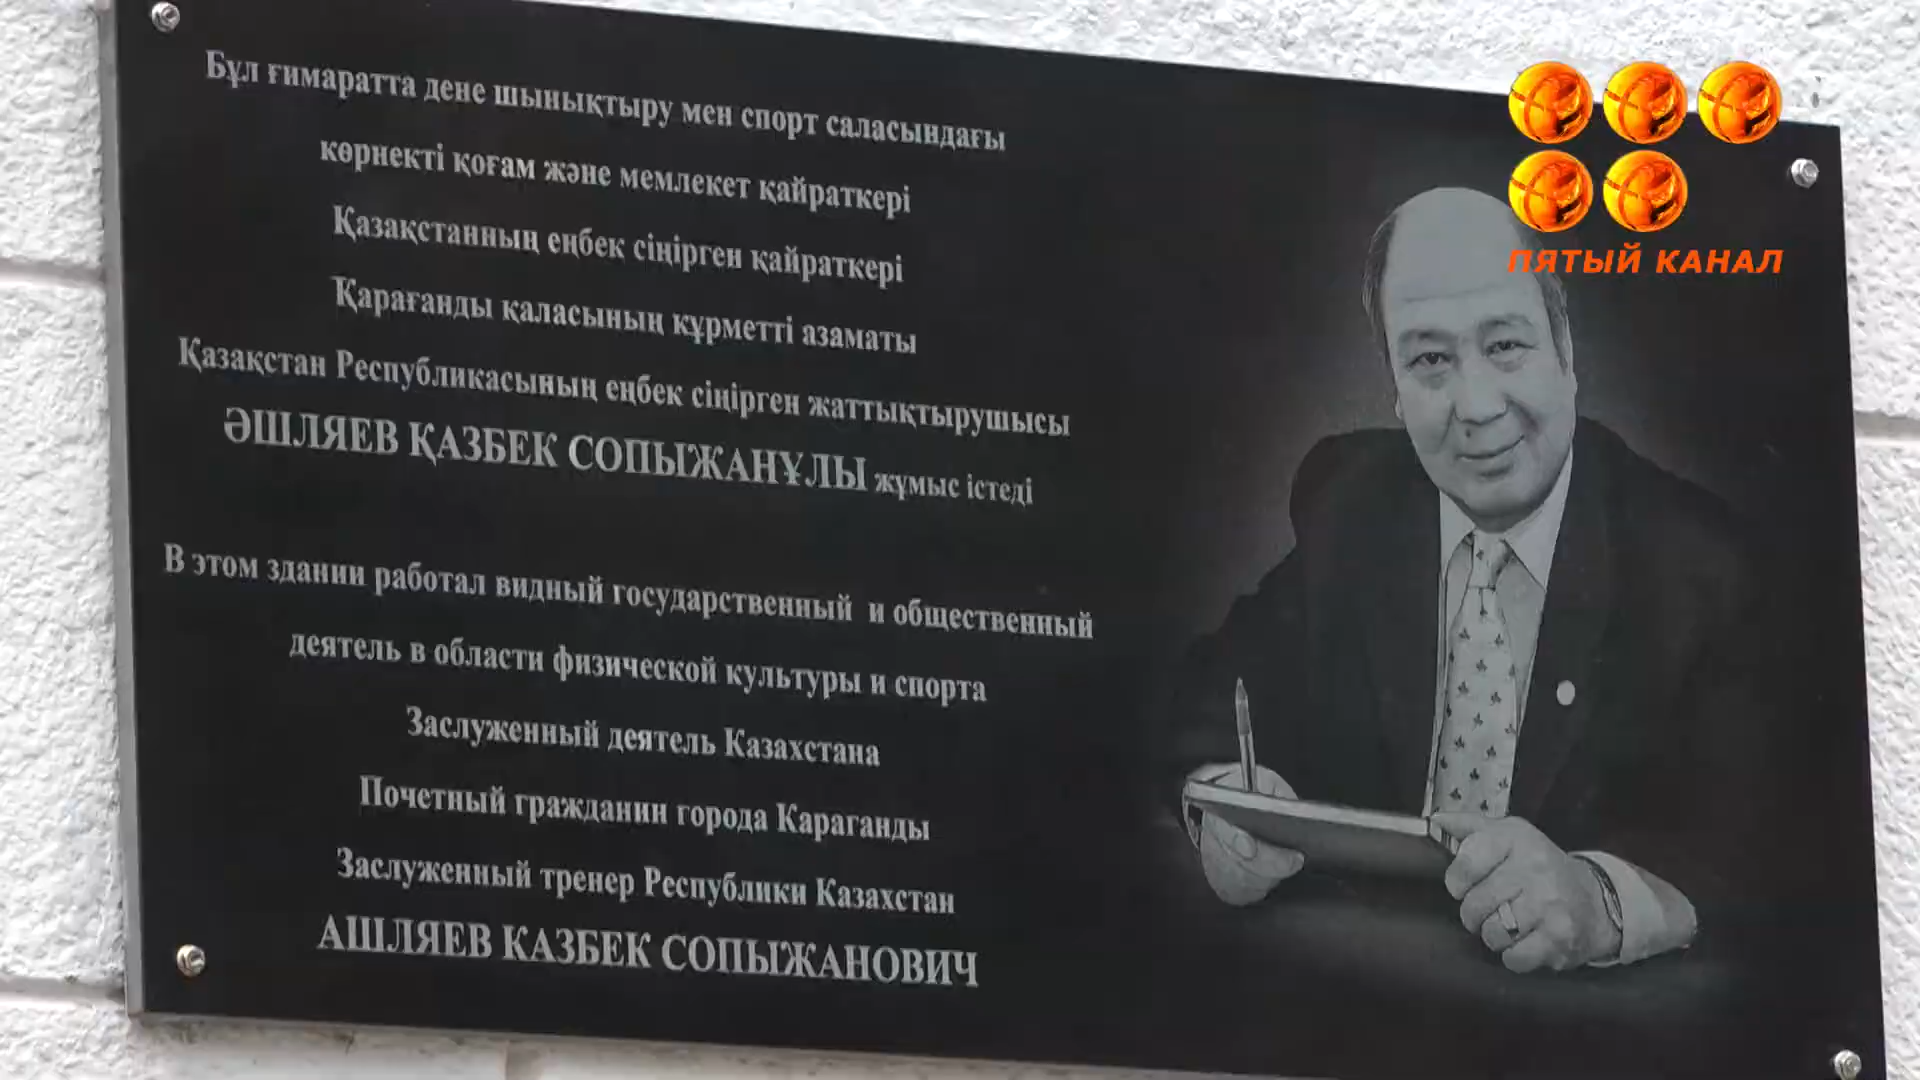 Бұл ғимаратта дене шынықтыру мен спорт саласындағы
көрнекті қоғам және мемлекет қайраткері
Қазақстанның еңбек сіңірген қайраткері
Қарағанды қаласының құрметті азаматы
Қазақстан Республикасының еңбек сіңірген жаттықтырушысы
ӘШЛЯЕВ ҚАЗБЕК СОПЫЖАНҰЛЫ жұмыс істеді
В этом здании работал видный государственный и общественный
деятель в области физической культуры и спорта
Заслуженный деятель Казахстана
Почетный гражданин города Караганды
Заслуженный тренер Республики Казахстан
АШЛЯЕВ КАЗБЕК СОПЫЖАНОВИЧ
ПЯТЫЙ КАНАЛ